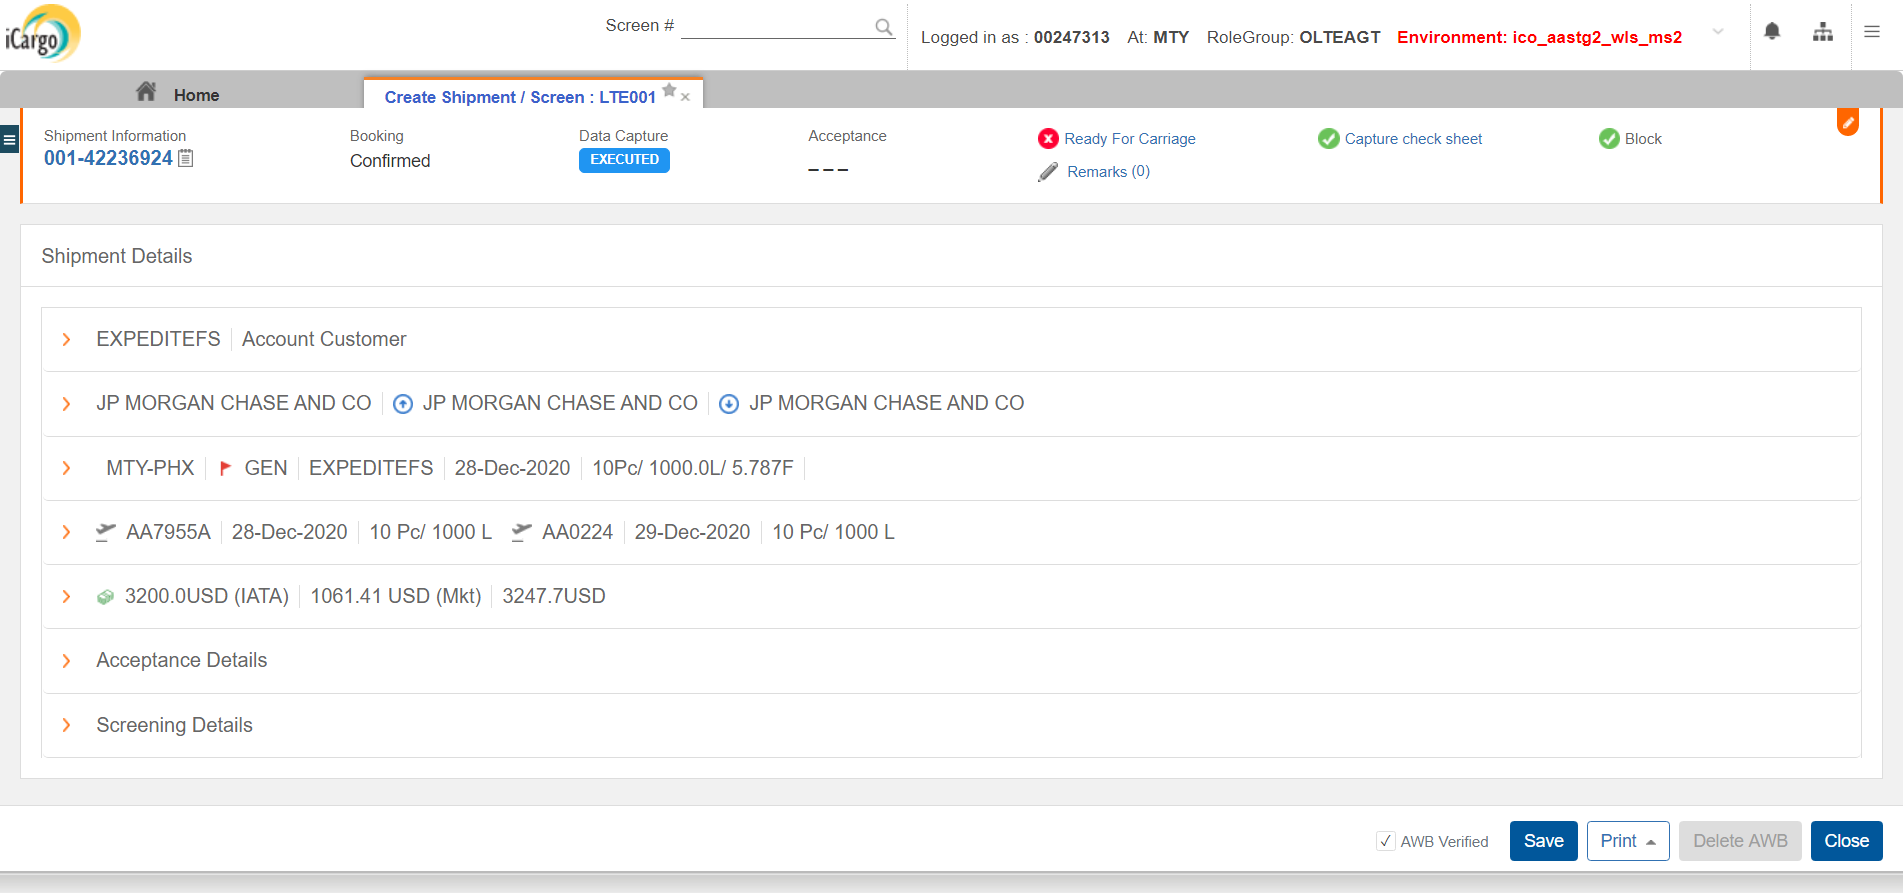 iCargo
Screen #
Logged in as : 00247313 At: MTY RoleGroup: OLTEAGT Environment: ico_aastg2_wls_ms2
Home
Create Shipment / Screen : LTE001
Shipment Information
001-42236924
Booking
Confirmed
Data Capture
EXECUTED
Acceptance
– – –
Ready For Carriage
Remarks (0)
Capture check sheet
Block
Shipment Details
EXPEDITEFS Account Customer
JP MORGAN CHASE AND CO JP MORGAN CHASE AND CO JP MORGAN CHASE AND CO
MTY-PHX GEN EXPEDITEFS 28-Dec-2020 10Pc/ 1000.0L/ 5.787F
AA7955A 28-Dec-2020 10 Pc/ 1000 L AA0224 29-Dec-2020 10 Pc/ 1000 L
3200.0USD (IATA) 1061.41 USD (Mkt) 3247.7USD
Acceptance Details
Screening Details
AWB Verified Save Print Delete AWB Close